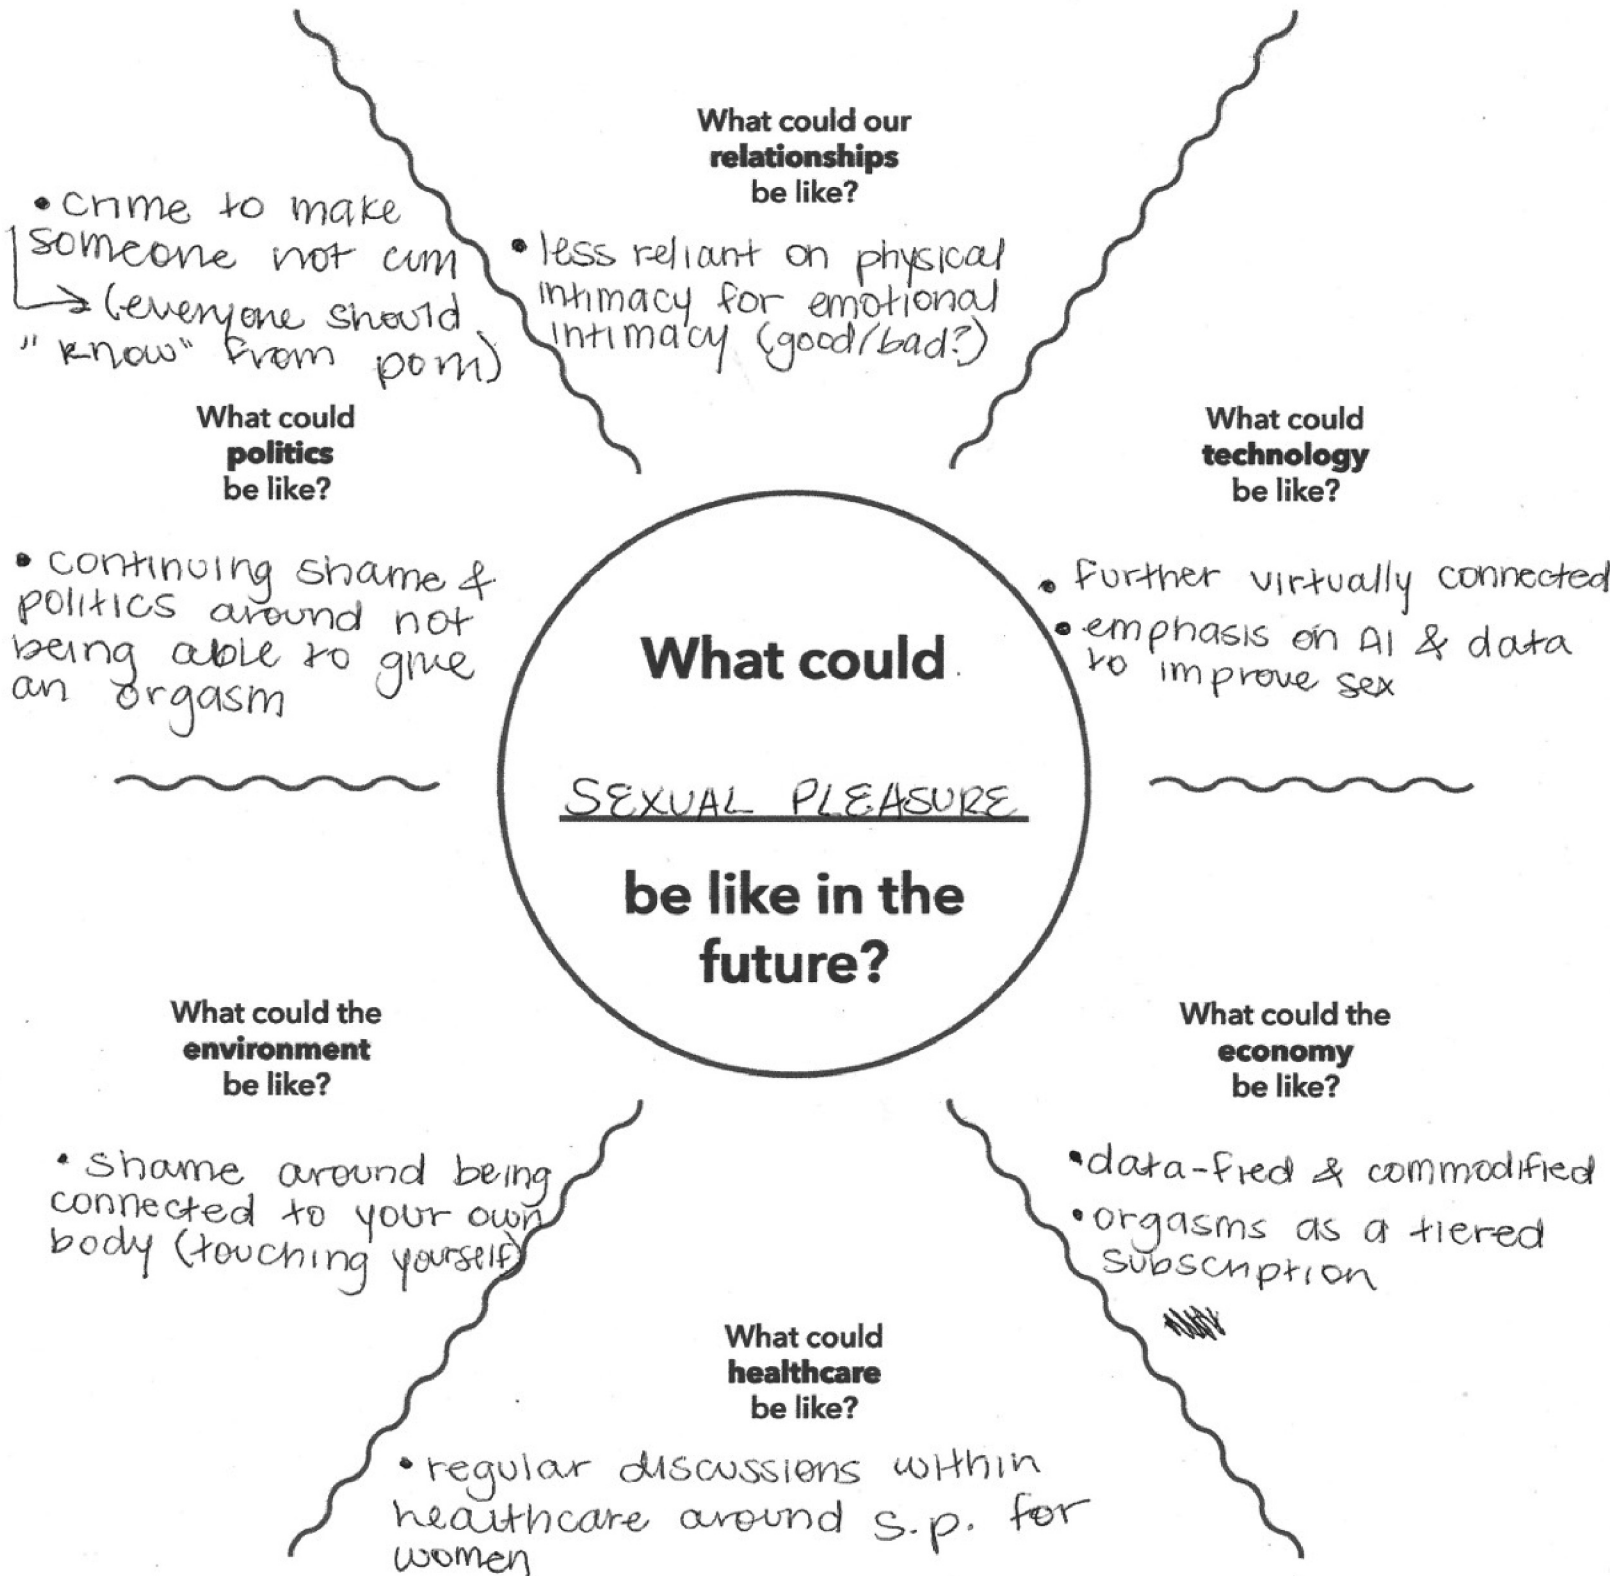 What could our
relationships
be like?
• less reliant on physical
intimacy for emotional
intimacy (good/bad?)
• crime to make
someone not cum
→ (everyone should
"know" from porn)
What could
politics
be like?
• continuing shame &
politics around not
being able to give
an orgasm
What could
technology
be like?
• further virtually connected
• emphasis on AI & data
to improve sex
What could
SEXUAL PLEASURE
be like in the
future?
What could the
environment
be like?
• shame around being
connected to your own
body (touching yourself)
What could the
economy
be like?
• data-fied & commodified
• orgasms as a tiered
subscription
What could
healthcare
be like?
• regular discussions within
healthcare around s.p. for
women